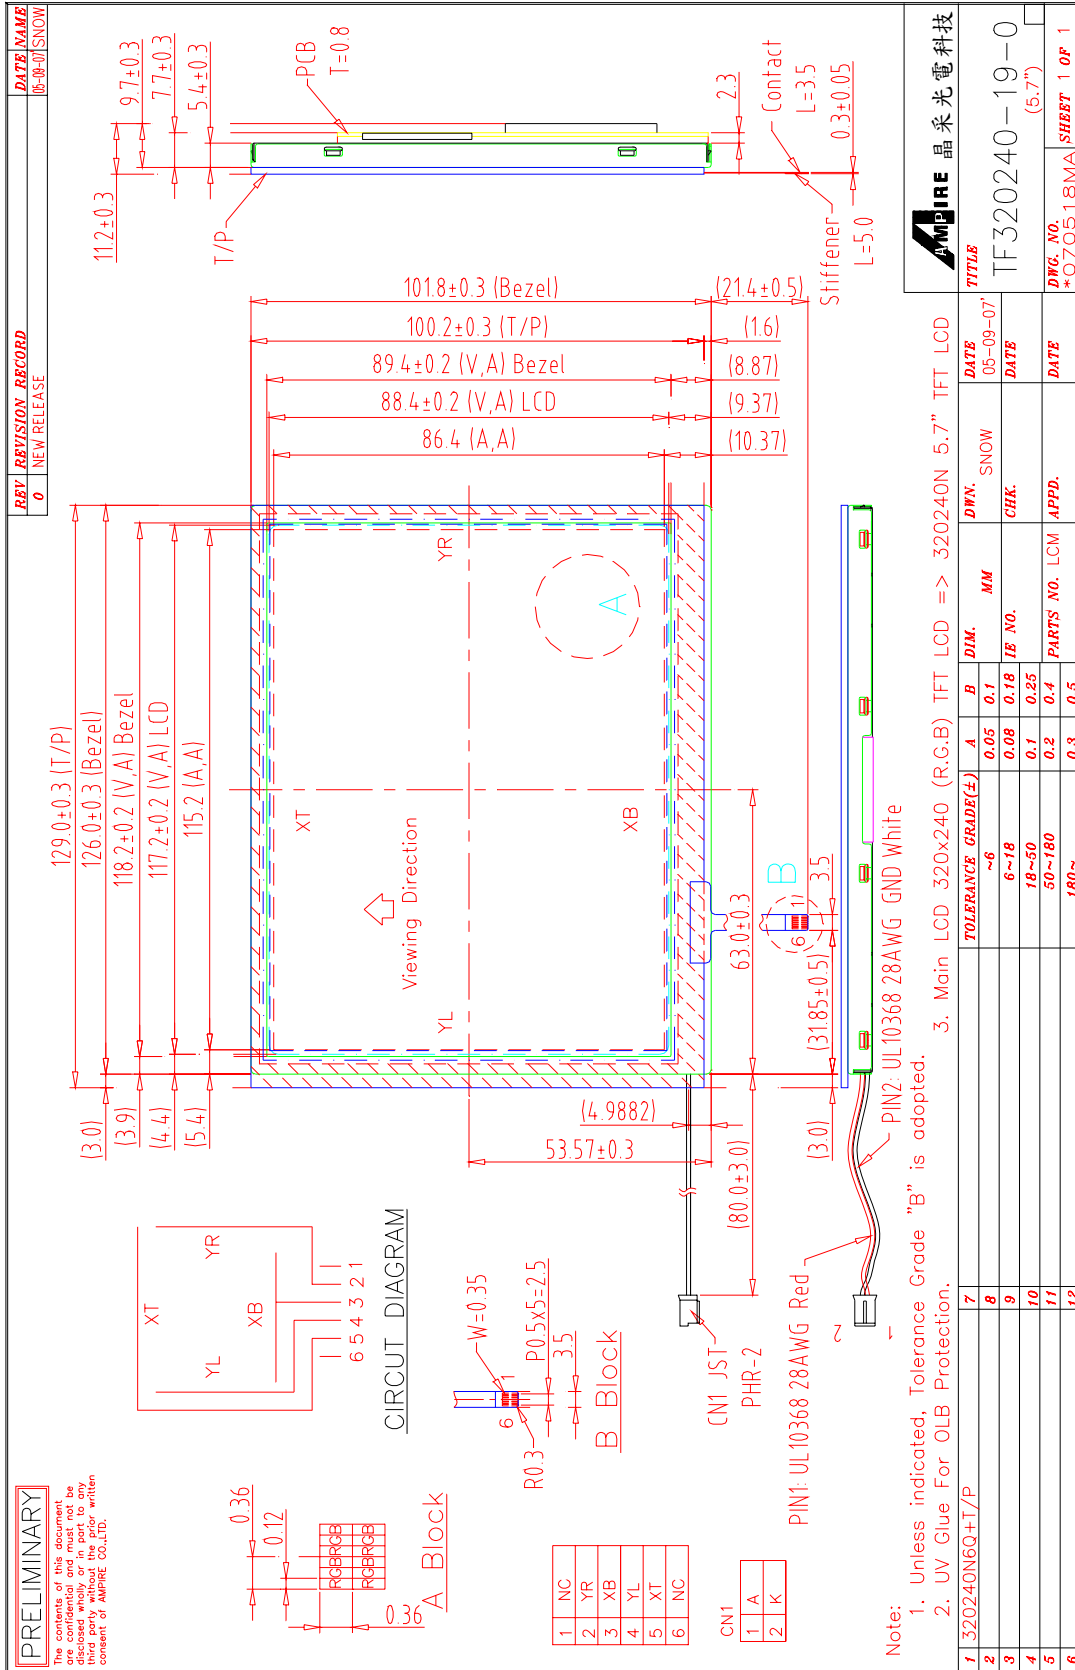 PRELIMINARY
The contents of this document
are confidential and must not be
disclosed wholly or in part to any
third party without the prior written
consent of AMPIRE CO.,LTD.
REV REVISION RECORD DATE NAME
0 NEW RELEASE 05-09-07' SNOW
0.36
0.12
0.36
RGBRGB
RGBRGB
A Block
XT
YL
YR
XB
6 5 4 3 2 1
CIRCUT DIAGRAM
W=0.35
6 1
R0.3
P0.5x5=2.5
3.5
B Block
1 NC
2 YR
3 XB
4 YL
5 XT
6 NC
CN1
1 A
2 K
129.0±0.3 (T/P)
126.0±0.3 (Bezel)
118.2±0.2 (V,A) Bezel
117.2±0.2 (V,A) LCD
115.2 (A,A)
(3.0)
(3.9)
(4.4)
(5.4)
XT
XB
YL
YR
Viewing Direction
A
B
6 1
101.8±0.3 (Bezel)
100.2±0.3 (T/P)
89.4±0.2 (V,A) Bezel
88.4±0.2 (V,A) LCD
86.4 (A,A)
(21.4±0.5)
(1.6)
(8.87)
(9.37)
(10.37)
(4.9882)
53.57±0.3
63.0±0.3
(80.0±3.0)
(31.85±0.5)
3.5
(3.0)
CN1 JST
PHR-2
PIN1: UL10368 28AWG Red
PIN2: UL10368 28AWG GND White
2
1
11.2±0.3
9.7±0.3
7.7±0.3
5.4±0.3
PCB
T=0.8
T/P
2.3
Contact
L=3.5
0.3±0.05
Stiffener
L=5.0
Note:
1. Unless indicated, Tolerance Grade "B" is adopted.
2. UV Glue For OLB Protection.
3. Main LCD 320x240 (R.G.B) TFT LCD => 320240N 5.7" TFT LCD
1 320240N6Q+T/P 7
2 8
3 9
4 10
5 11
6 12
TOLERANCE GRADE(±) A B
~6 0.05 0.1
6~18 0.08 0.18
18~50 0.1 0.25
50~180 0.2 0.4
180~ 0.3 0.5
DIM. MM
IE NO.
PARTS NO. LCM
DWN. SNOW
CHK.
APPD.
DATE 05-09-07'
DATE
DATE
AMPIRE 晶采光電科技
TITLE
TF320240-19-0
(5.7")
DWG. NO.
*070518MA
SHEET 1 OF 1